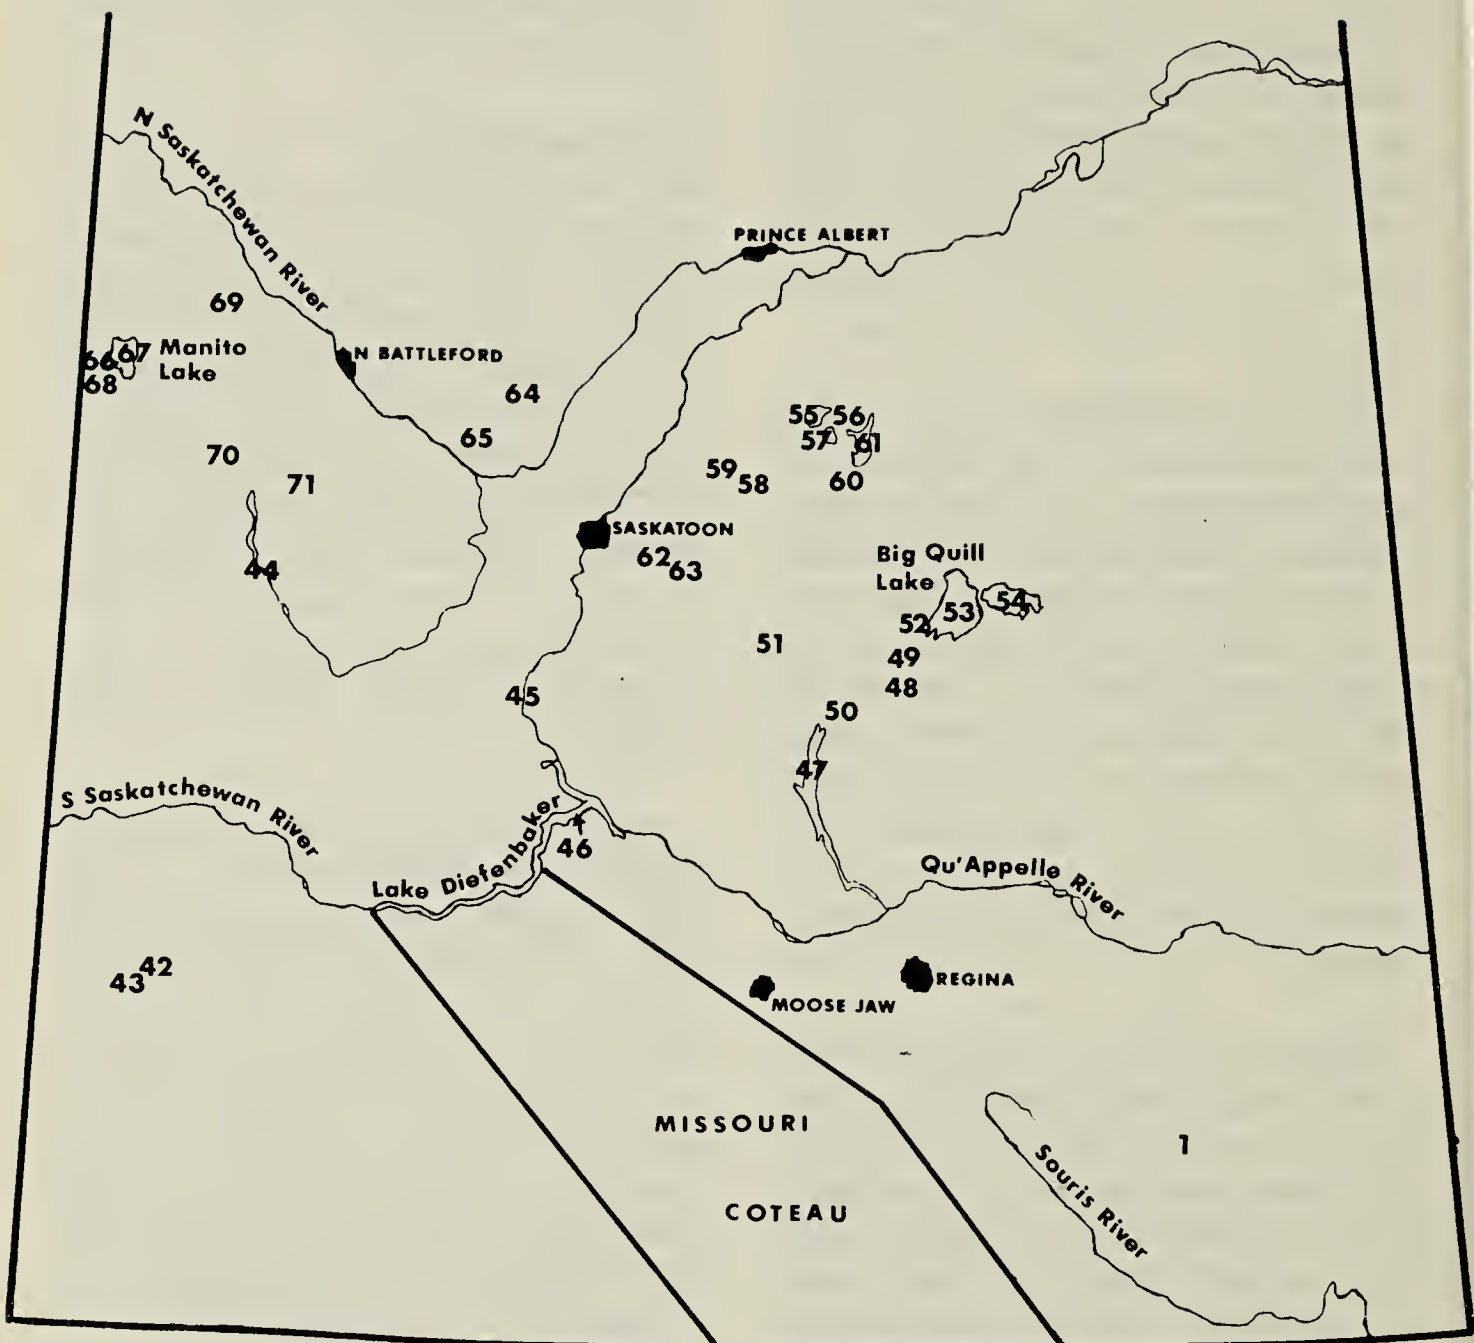 N Saskatchewan River
PRINCE ALBERT
69
66
67
Manito
Lake
68
N BATTLEFORD
64
65
55
56
57
61
70
71
59
58
60
SASKATOON
62
63
44
Big Quill
Lake
52
53
54
51
49
48
45
50
47
S Saskatchewan River
Lake Diefenbaker
46
Qu'Appelle River
43
42
MOOSE JAW
REGINA
MISSOURI
COTEAU
Souris River
1